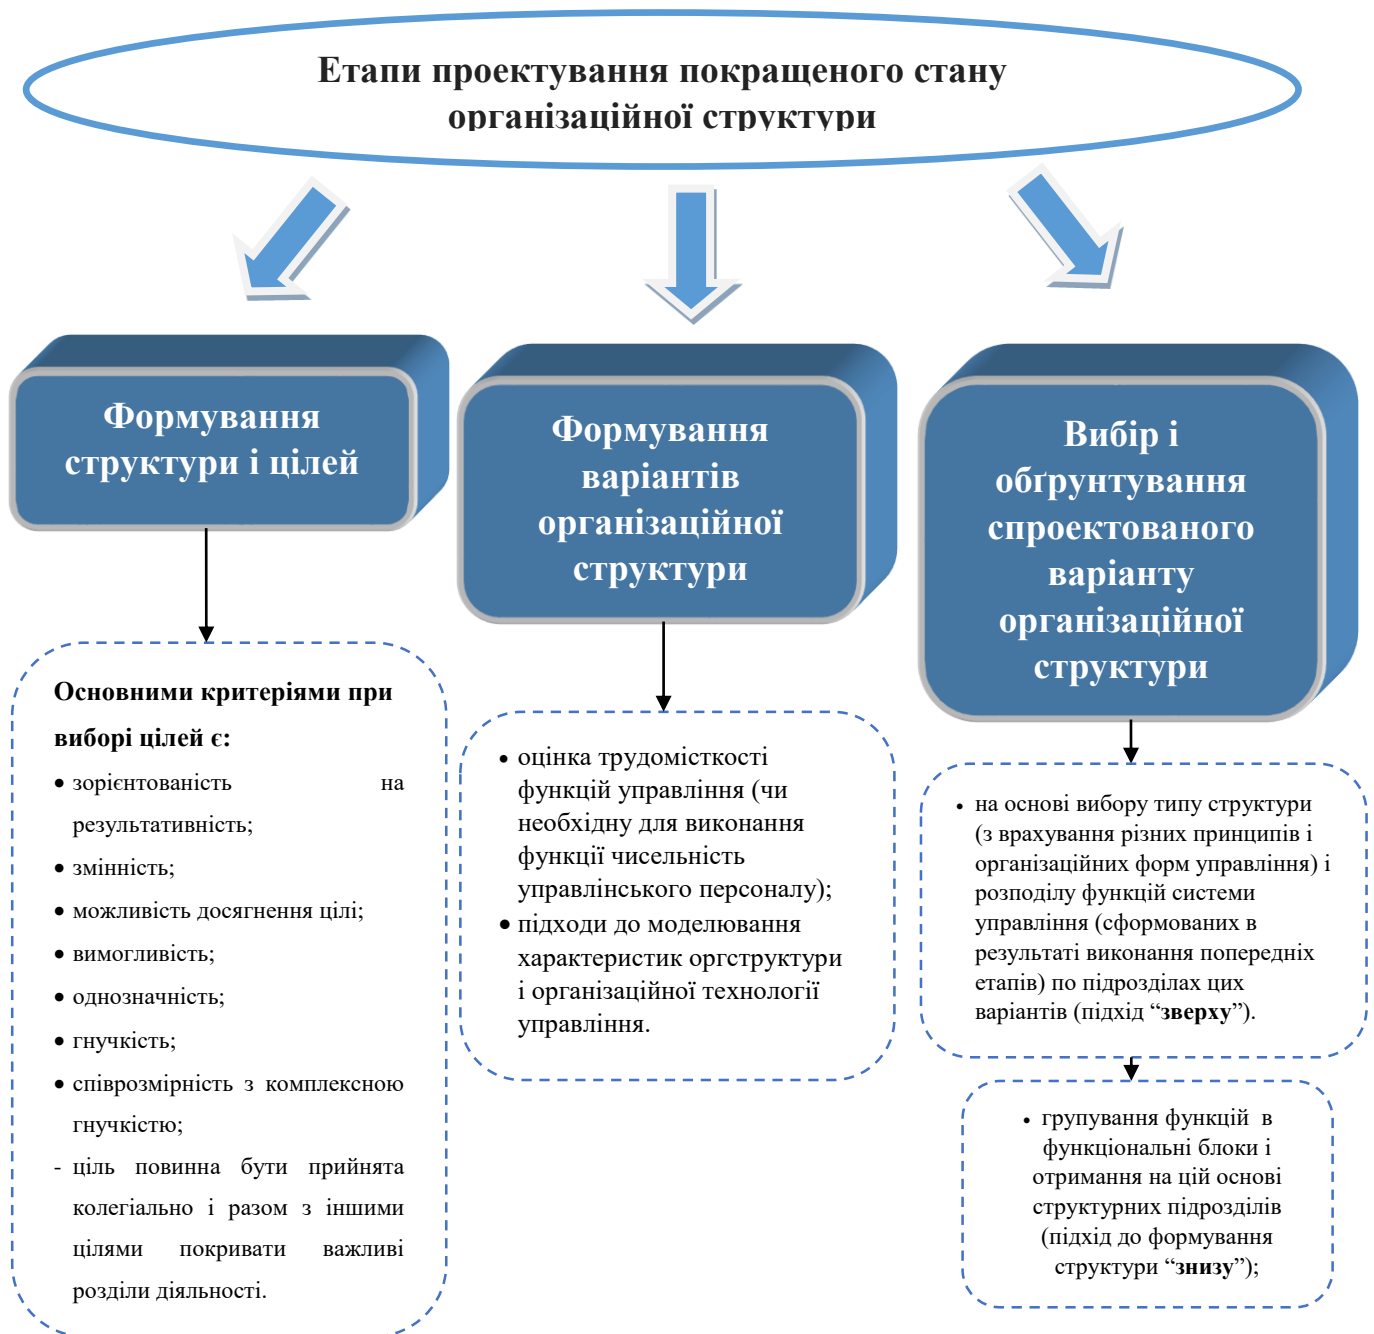 Етапи проектування покращеного стану
організаційної структури
Формування
структури і цілей
Основними критеріями при
виборі цілей є:
• зорієнтованість на
результативність;
• змінність;
• можливість досягнення цілі;
• вимогливість;
• однозначність;
• гнучкість;
• співрозмірність з комплексною
гнучкістю;
- ціль повинна бути прийнята
колегіально і разом з іншими
цілями покривати важливі
розділи діяльності.
Формування
варіантів
організаційної
структури
• оцінка трудомісткості
функцій управління (чи
необхідну для виконання
функції чисельність
управлінського персоналу);
• підходи до моделювання
характеристик оргструктури
і організаційної технології
управління.
Вибір і
обґрунтування
спроектованого
варіанту
організаційної
структури
• на основі вибору типу структури
(з врахування різних принципів і
організаційних форм управління) і
розподілу функцій системи
управління (сформованих в
результаті виконання попередніх
етапів) по підрозділах цих
варіантів (підхід “зверху”).
• групування функцій в
функціональні блоки і
отримання на цій основі
структурних підрозділів
(підхід до формування
структури “знизу”);